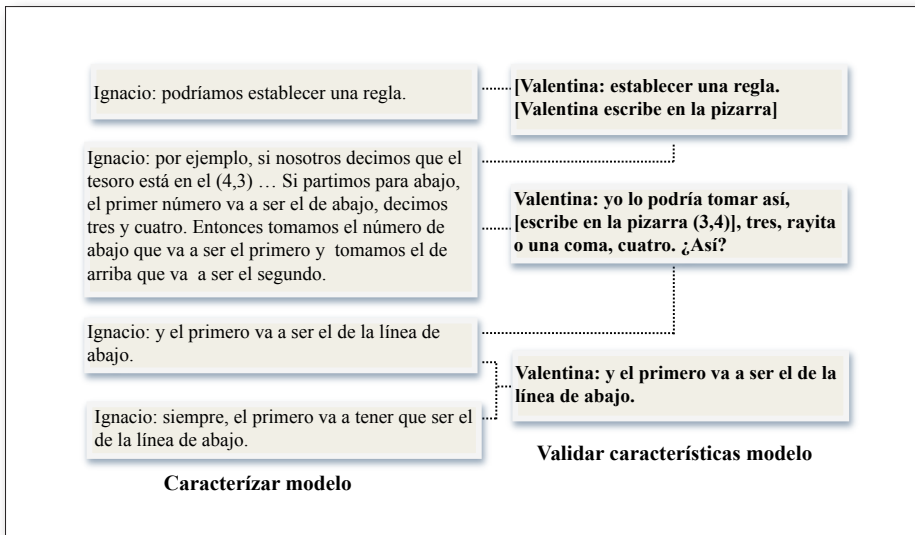 Ignacio: podríamos establecer una regla.
[Valentina: establecer una regla.
[Valentina escribe en la pizarra]
Ignacio: por ejemplo, si nosotros decimos que el
tesoro está en el (4,3) … Si partimos para abajo,
el primer número va a ser el de abajo, decimos
tres y cuatro. Entonces tomamos el número de
abajo que va a ser el primero y tomamos el de
arriba que va a ser el segundo.
Valentina: yo lo podría tomar así,
[escribe en la pizarra (3,4)], tres, rayita
o una coma, cuatro. ¿Así?
Ignacio: y el primero va a ser el de la línea de
abajo.
Valentina: y el primero va a ser el de la
línea de abajo.
Ignacio: siempre, el primero va a tener que ser el
de la línea de abajo.
Validar características modelo
Caracterízar modelo